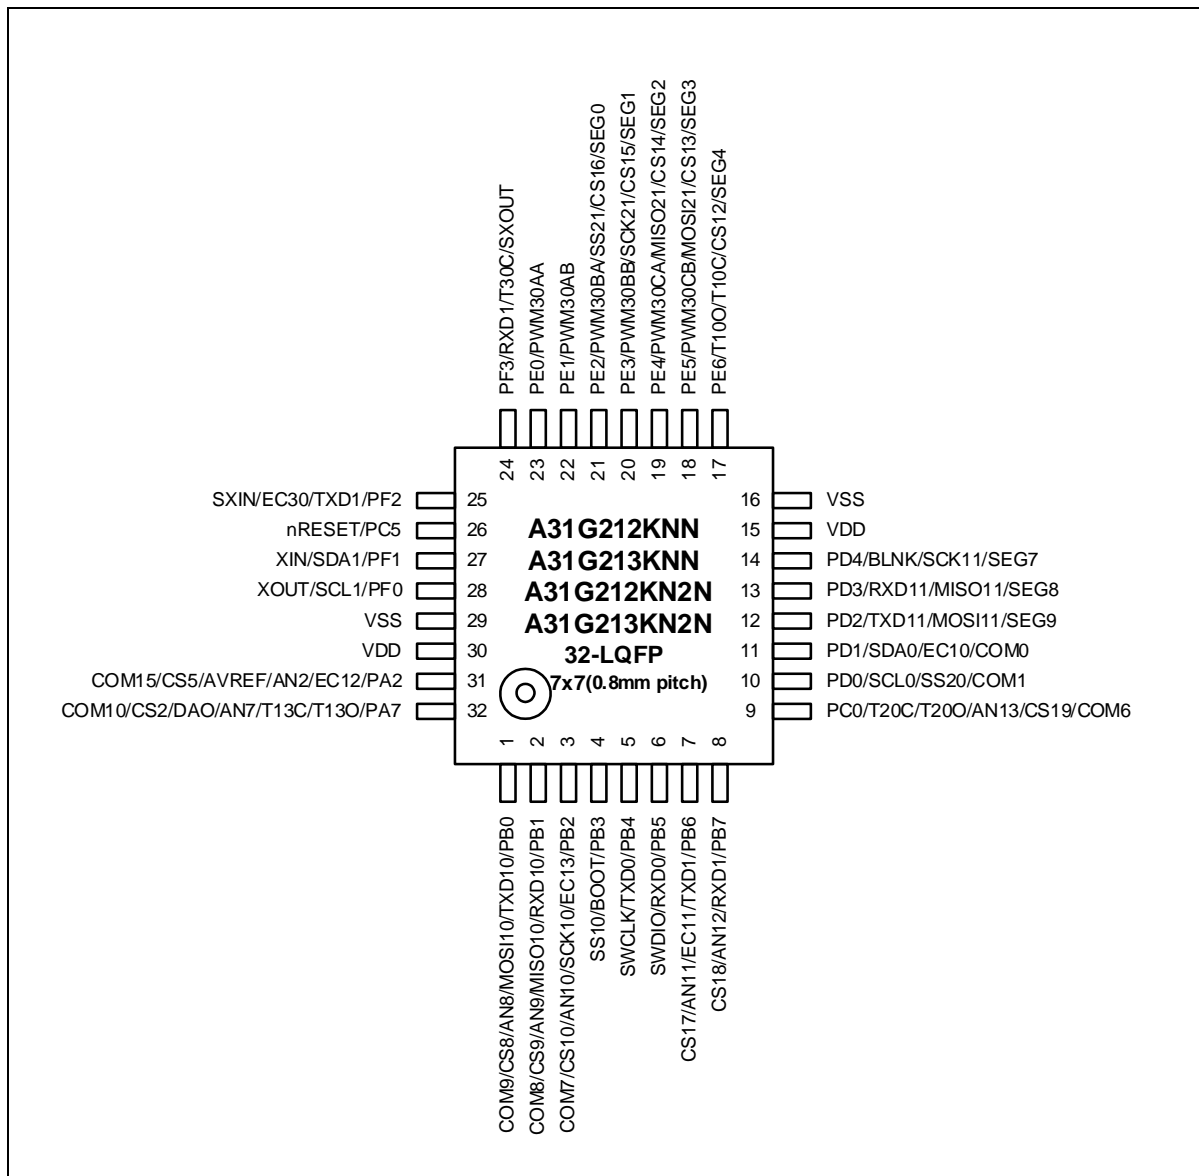 PF3/RXD1/T30C/SXOUT
PE0/PWM30AA
PE1/PWM30AB
PE2/PWM30BA/SS21/CS16/SEG0
PE3/PWM30BB/SCK21/CS15/SEG1
PE4/PWM30CA/MISO21/CS14/SEG2
PE5/PWM30CB/MOSI21/CS13/SEG3
PE6/T10O/T10C/CS12/SEG4
24
23
22
21
20
19
18
17
SXIN/EC30/TXD1/PF2
25
nRESET/PC5
26
XIN/SDA1/PF1
27
XOUT/SCL1/PF0
28
VSS
29
VDD
30
COM15/CS5/AVREF/AN2/EC12/PA2
31
COM10/CS2/DAO/AN7/T13C/T13O/PA7
32
A31G212KNN
A31G213KNN
A31G212KN2N
A31G213KN2N
32-LQFP
7x7(0.8mm pitch)
16
VSS
15
VDD
14
PD4/BLNK/SCK11/SEG7
13
PD3/RXD11/MISO11/SEG8
12
PD2/TXD11/MOSI11/SEG9
11
PD1/SDA0/EC10/COM0
10
PD0/SCL0/SS20/COM1
9
PC0/T20C/T20O/AN13/CS19/COM6
1
2
3
4
5
6
7
8
COM9/CS8/AN8/MOSI10/TXD10/PB0
COM8/CS9/AN9/MISO10/RXD10/PB1
COM7/CS10/AN10/SCK10/EC13/PB2
SS10/BOOT/PB3
SWCLK/TXD0/PB4
SWDIO/RXD0/PB5
CS17/AN11/EC11/TXD1/PB6
CS18/AN12/RXD1/PB7